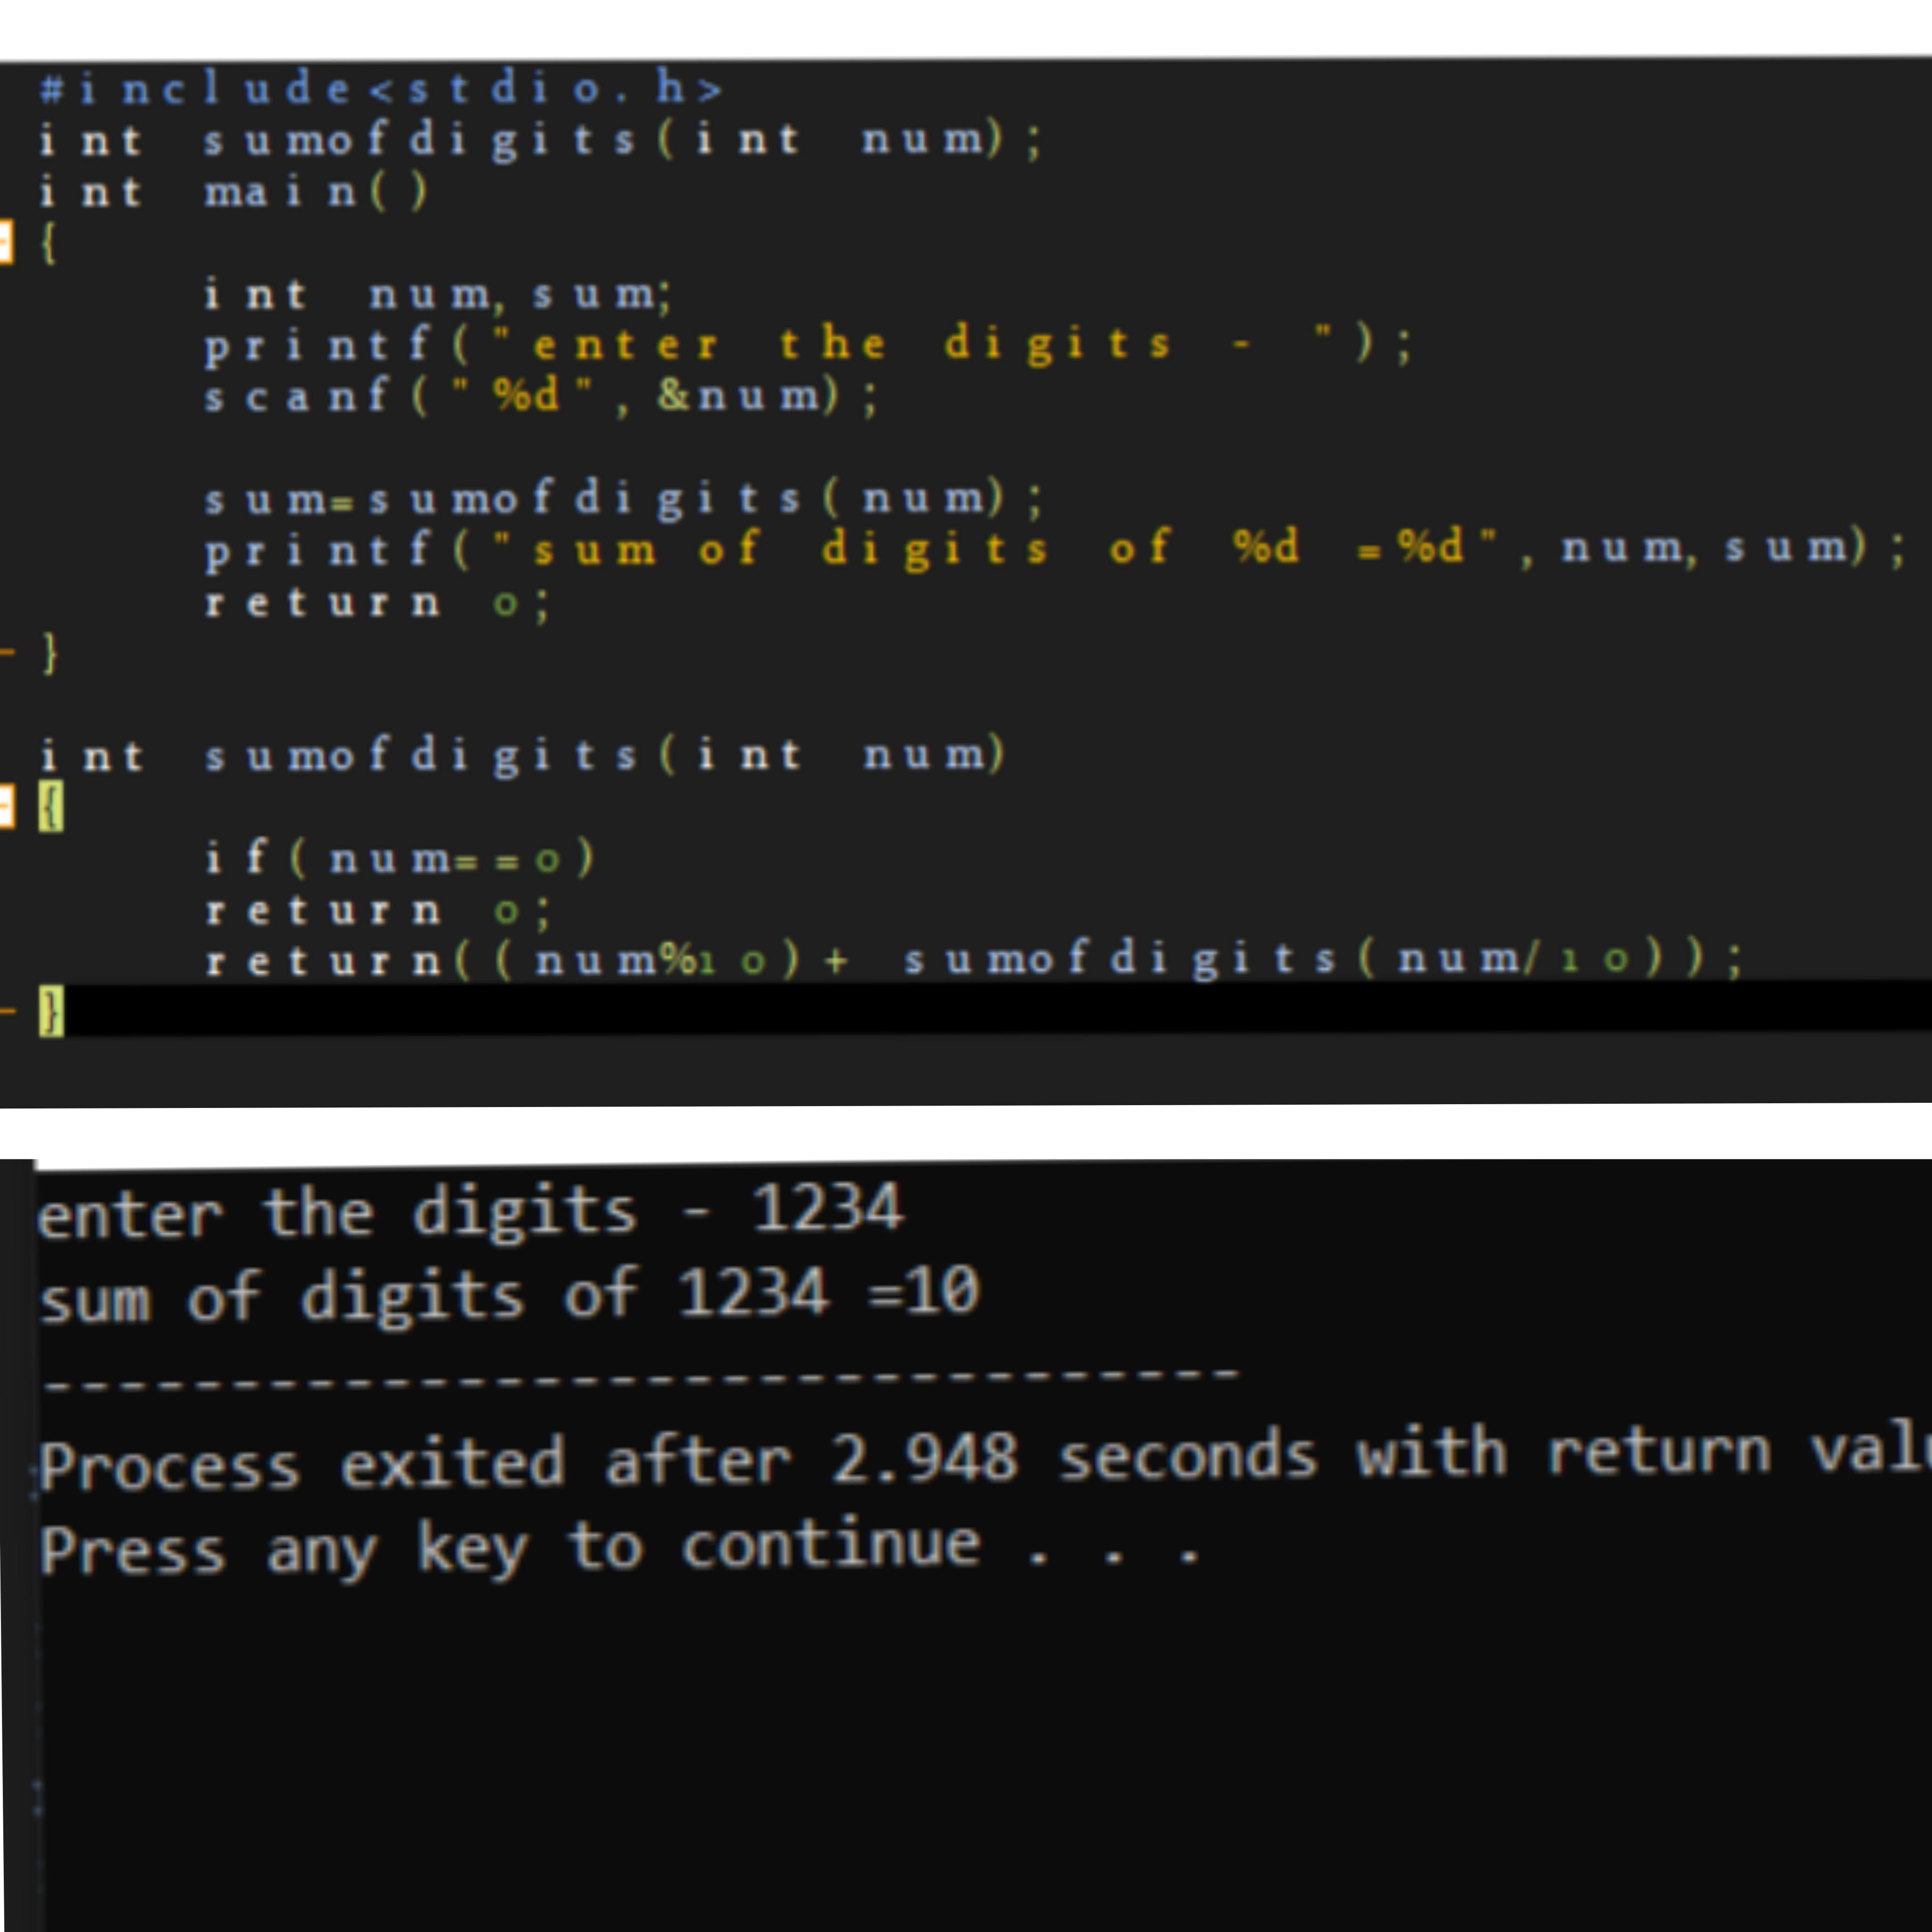 #include<stdio.h>
int sumofdigits(int num);
int main()
{
int num,sum;
printf("enter the digits - ");
scanf("%d",&num);
sum=sumofdigits(num);
printf("sum of digits of %d =%d",num,sum);
return 0;
}
int sumofdigits(int num)
{
if(num==0)
return 0;
return((num%10)+ sumofdigits(num/10));
}
enter the digits - 1234
sum of digits of 1234 =10
--------------------------------
Process exited after 2.948 seconds with return
Press any key to continue . . .